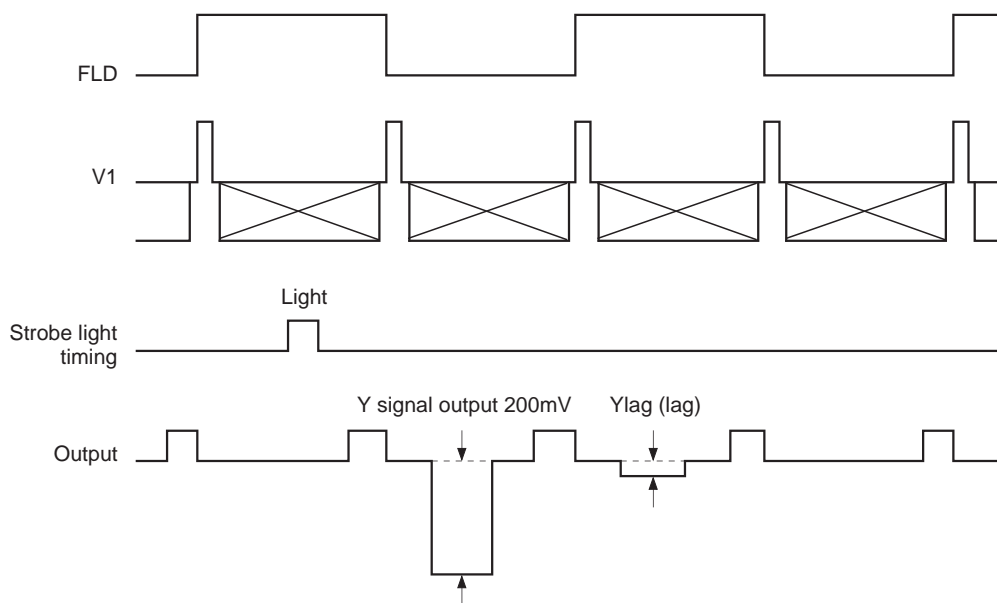 FLD
V1
Light
Strobe light
timing
Y signal output 200mV
Ylag (lag)
Output